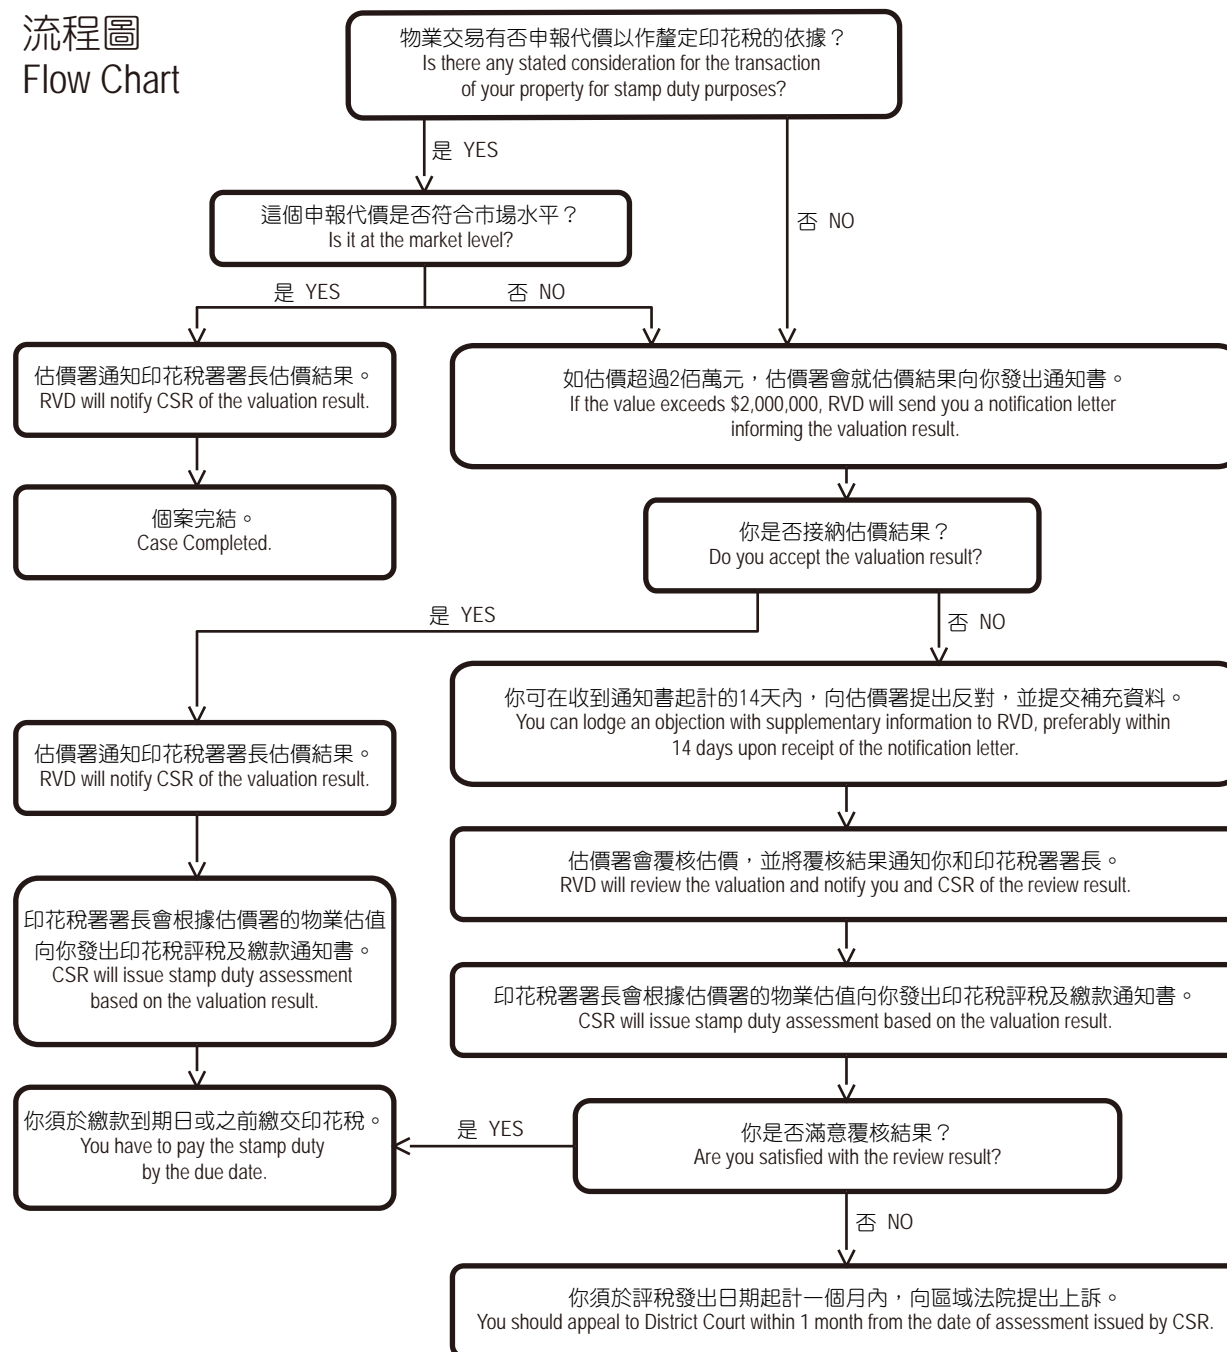 流程圖
Flow Chart
物業交易有否申報代價以作釐定印花稅的依據？
Is there any stated consideration for the transaction
of your property for stamp duty purposes?
是 YES
否 NO
這個申報代價是否符合市場水平？
Is it at the market level?
是 YES
否 NO
估價署通知印花稅署署長估價結果。
RVD will notify CSR of the valuation result.
如估價超過2佰萬元，估價署會就估價結果向你發出通知書。
If the value exceeds $2,000,000, RVD will send you a notification letter
informing the valuation result.
個案完結。
Case Completed.
你是否接納估價結果？
Do you accept the valuation result?
是 YES
否 NO
你可在收到通知書起計的14天內，向估價署提出反對，並提交補充資料。
You can lodge an objection with supplementary information to RVD, preferably within
14 days upon receipt of the notification letter.
估價署通知印花稅署署長估價結果。
RVD will notify CSR of the valuation result.
估價署會覆核估價，並將覆核結果通知你和印花稅署署長。
RVD will review the valuation and notify you and CSR of the review result.
印花稅署署長會根據估價署的物業估值
向你發出印花稅評稅及繳款通知書。
CSR will issue stamp duty assessment
based on the valuation result.
印花稅署署長會根據估價署的物業估值向你發出印花稅評稅及繳款通知書。
CSR will issue stamp duty assessment based on the valuation result.
你須於繳款到期日或之前繳交印花稅。
You have to pay the stamp duty
by the due date.
是 YES
你是否滿意覆核結果？
Are you satisfied with the review result?
否 NO
你須於評稅發出日期起計一個月內，向區域法院提出上訴。
You should appeal to District Court within 1 month from the date of assessment issued by CSR.